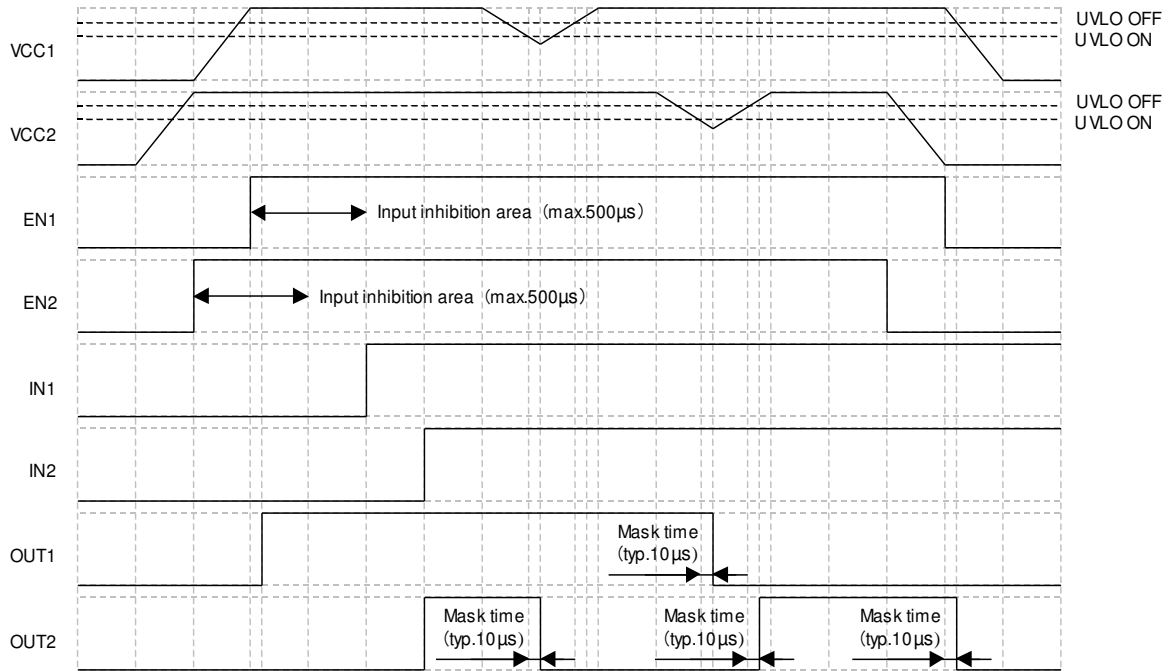 UVLO OFF
UVLO ON
VCC1
UVLO OFF
UVLO ON
VCC2
Input inhibition area (max.500μs)
EN1
Input inhibition area (max.500μs)
EN2
IN1
IN2
Mask time
(typ.10μs)
OUT1
Mask time
(typ.10μs)
Mask time
(typ.10μs)
Mask time
(typ.10μs)
OUT2